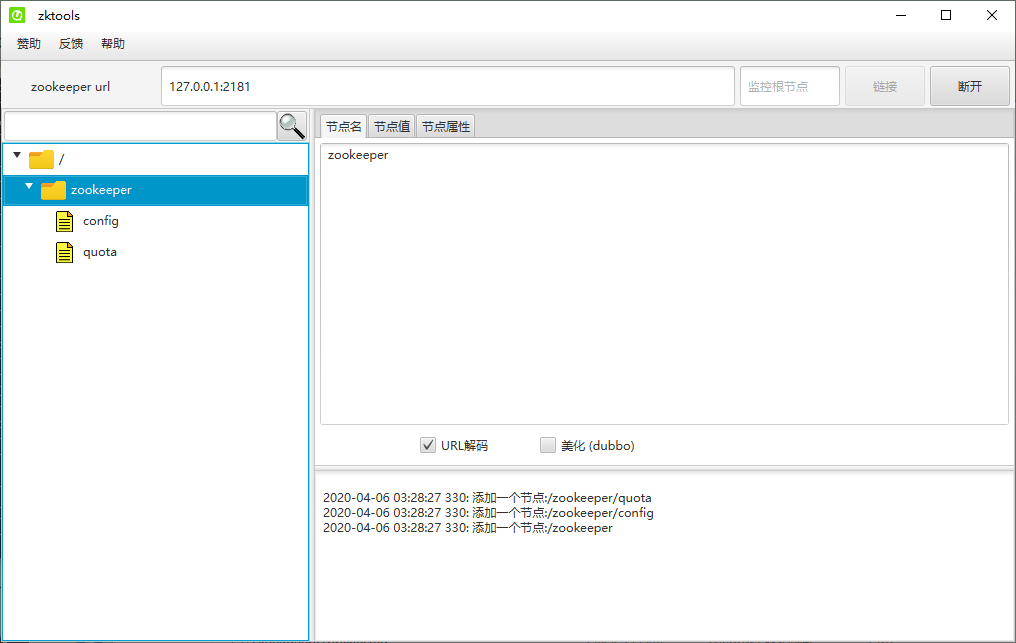 zktools
赞助 反馈 帮助
zookeeper url 127.0.0.1:2181 监控根节点 链接 断开
节点名 节点值 节点属性
/
zookeeper
config
quota
zookeeper
URL解码 美化 (dubbo)
2020-04-06 03:28:27 330: 添加一个节点:/zookeeper/quota
2020-04-06 03:28:27 330: 添加一个节点:/zookeeper/config
2020-04-06 03:28:27 330: 添加一个节点:/zookeeper